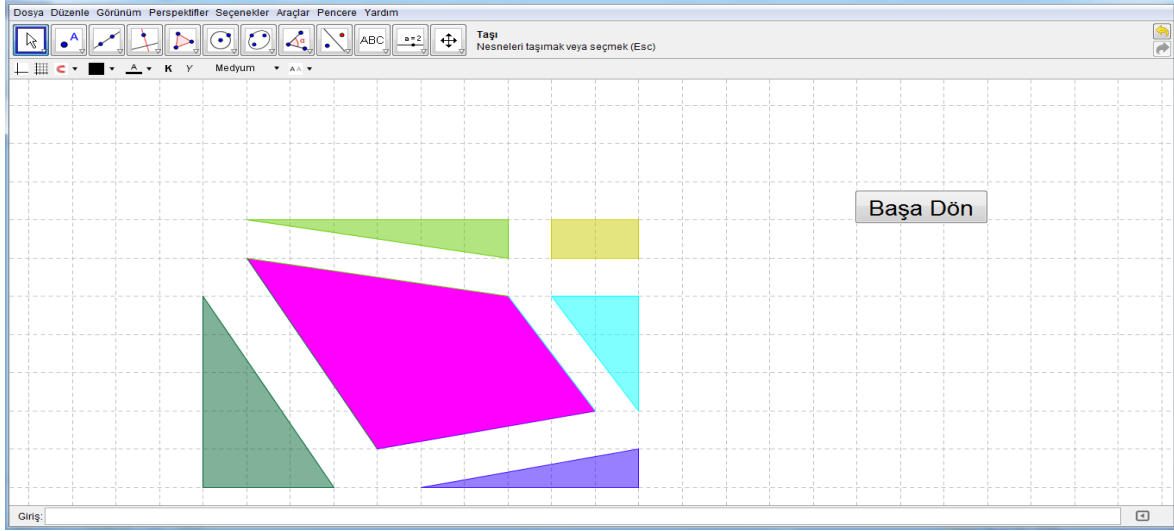 Dosya Düzenle Görünüm Perspektifler Seçenekler Araçlar Pencere Yardım
A
α
ABC
a=2
Taşı
Nesneleri taşımak veya seçmek (Esc)
A K Y Medyum A A
Başa Dön
Giriş: